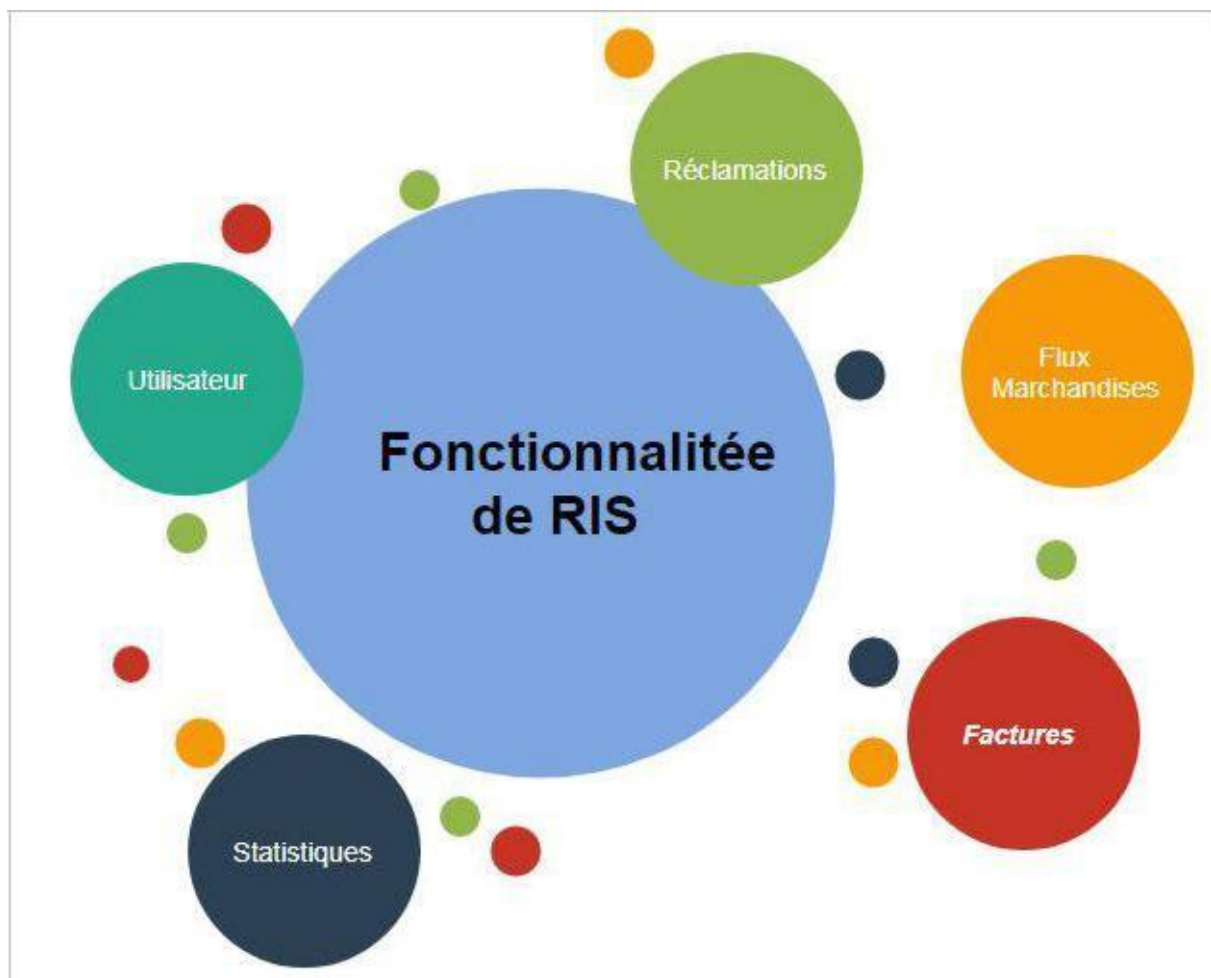 Réclamations
Utilisateur
Flux
Marchandises
Fonctionnalitée
de RIS
Factures
Statistiques